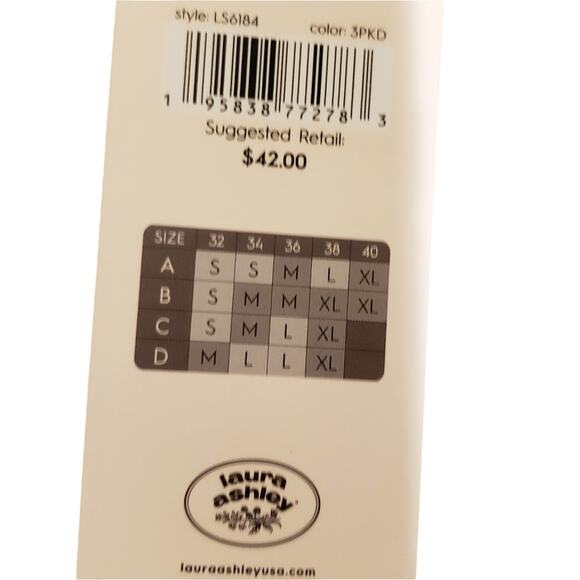 style: LS6184 color: 3PKD
1 95838 77278 3
Suggested Retail:
$42.00
SIZE 32 34 36 38 40
A S S M L XL
B S M M XL XL
C S M L XL
D M L L XL
laura
ashley
lauraashleyusa.com